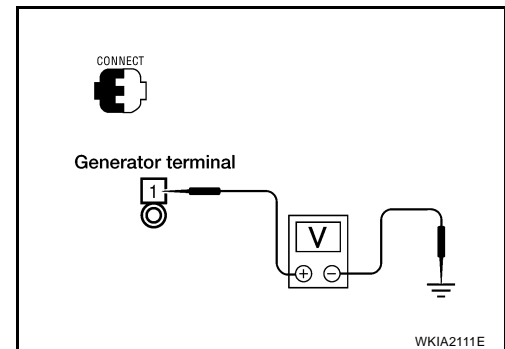 CONNECT
Generator terminal
1
V
+ −
WKIA2111E